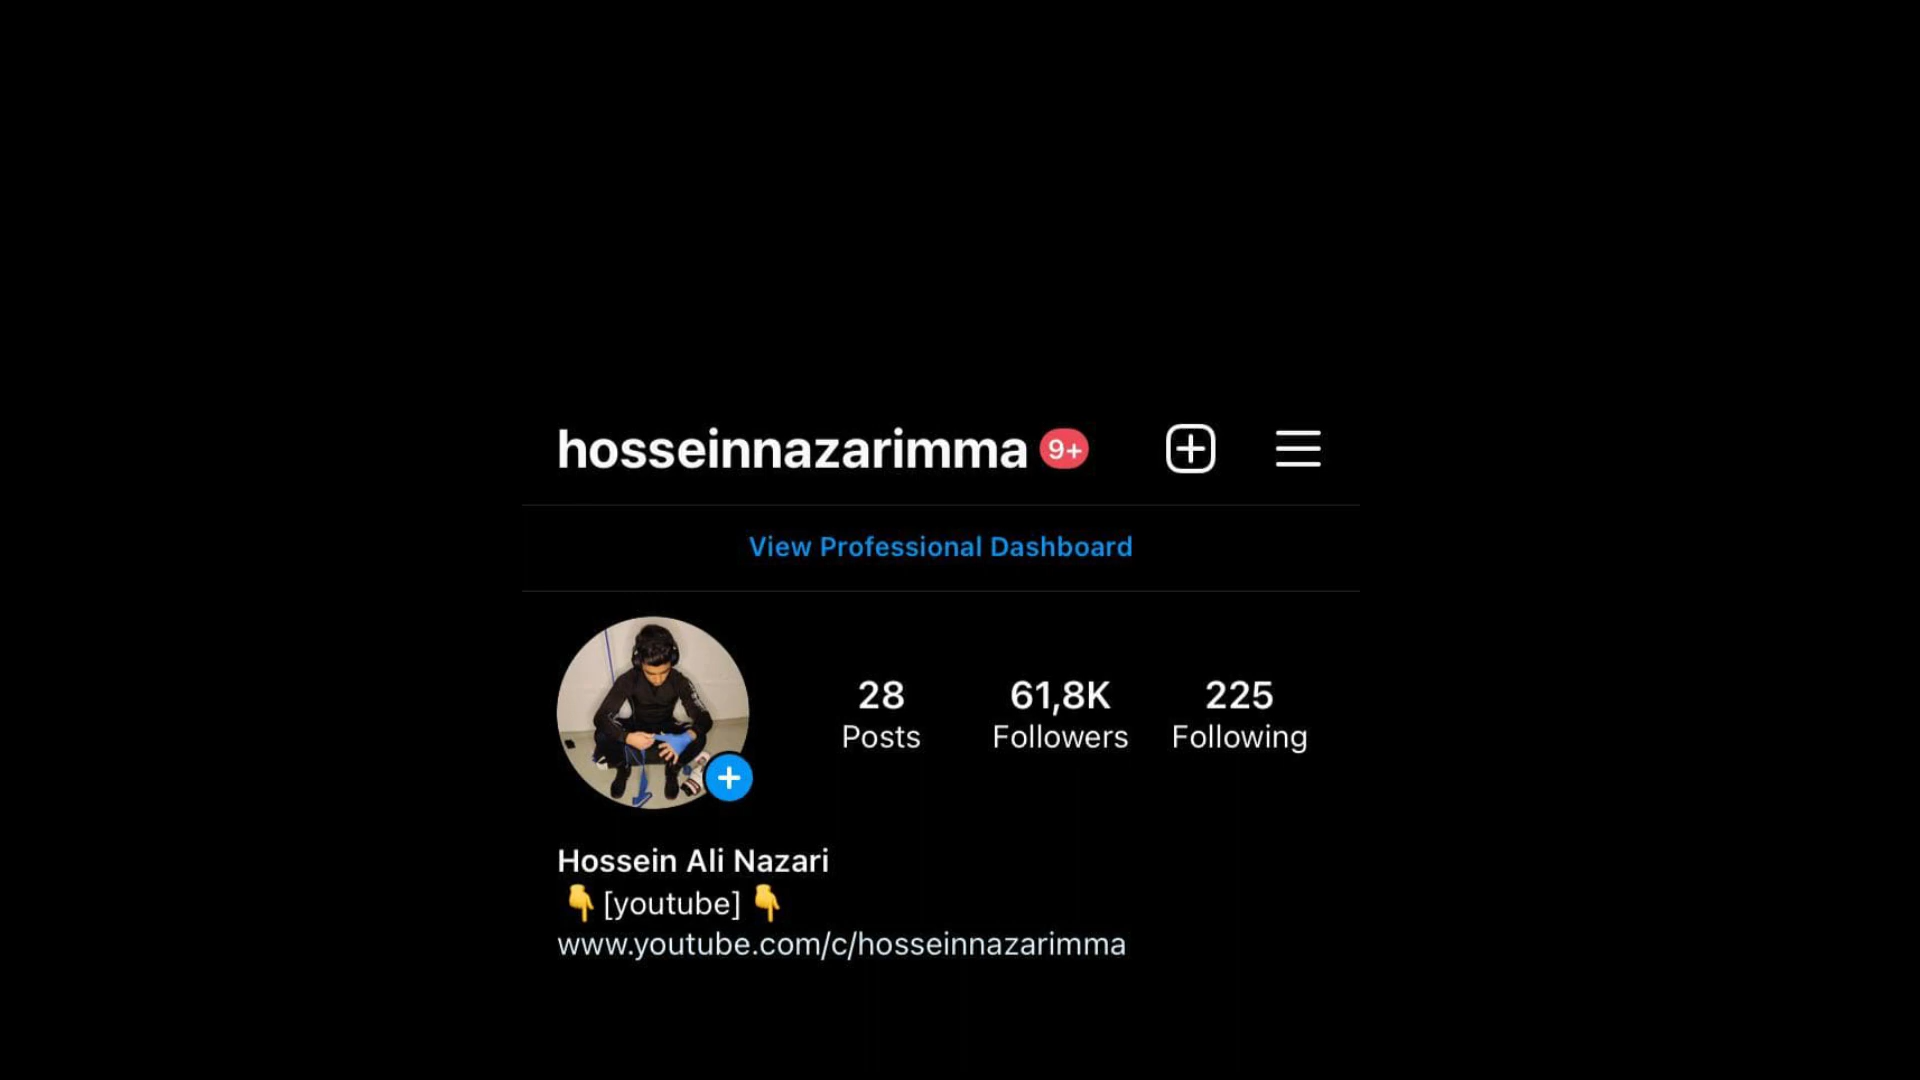 hosseinnazarimma 9+
View Professional Dashboard
28 61,8K 225
Posts Followers Following
Hossein Ali Nazari
👇[youtube]👇
www.youtube.com/c/hosseinnazarimma